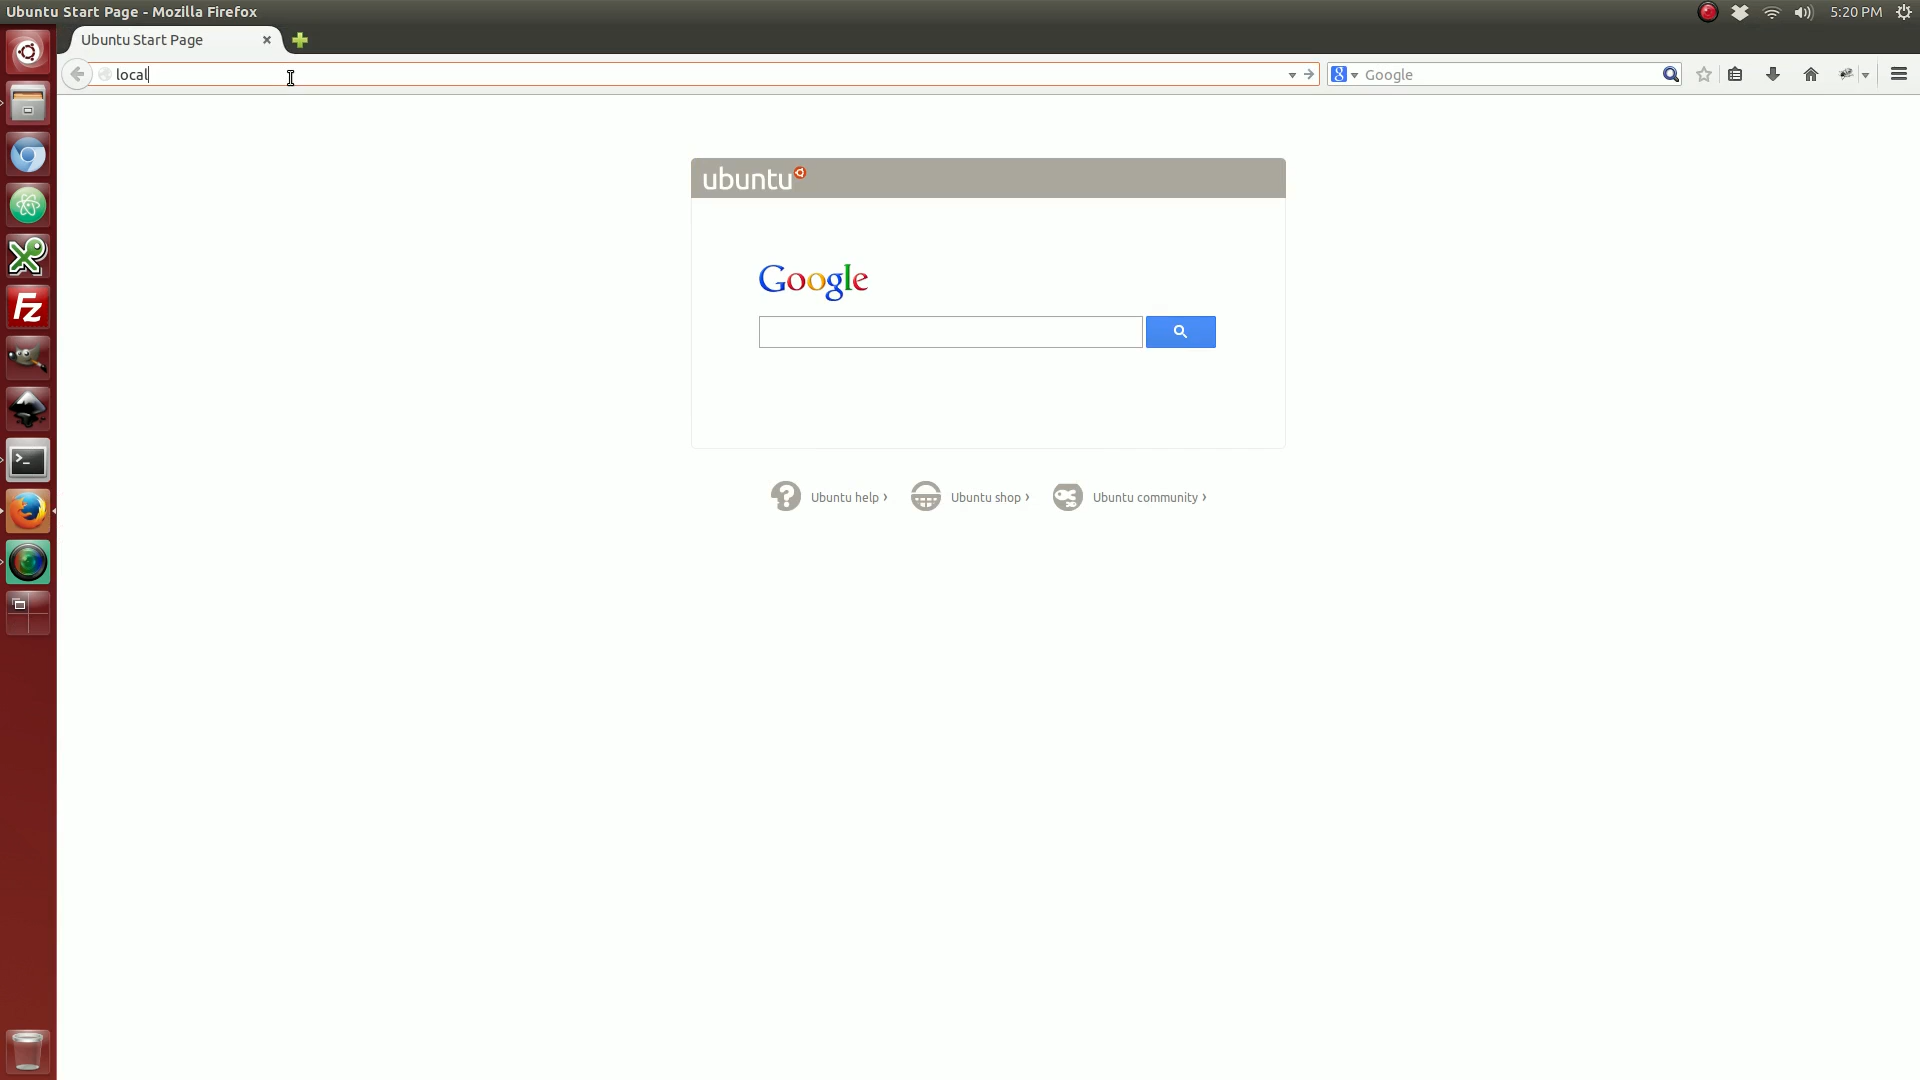 Ubuntu Start Page - Mozilla Firefox
5:20 PM
Ubuntu Start Page
local
Google
ubuntu
Google
Ubuntu help ›
Ubuntu shop ›
Ubuntu community ›
Fz